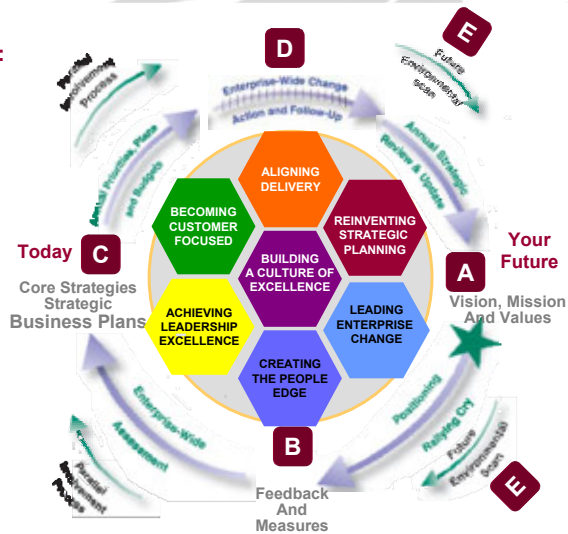 :
D
E
Parallel
Involvement
Process
Enterprise-Wide Change
Action and Follow-Up
Future
Environmental
Scan
Annual Priorities, Plans
and Budgets
Annual Strategic
Review & Update
ALIGNING
DELIVERY
BECOMING
CUSTOMER
FOCUSED
REINVENTING
STRATEGIC
PLANNING
BUILDING
A CULTURE OF
EXCELLENCE
ACHIEVING
LEADERSHIP
EXCELLENCE
LEADING
ENTERPRISE
CHANGE
CREATING
THE PEOPLE
EDGE
Today
C
Core Strategies
Strategic
Business Plans
A
Your
Future
Vision, Mission
And Values
Enterprise-Wide
Assessment
Positioning
Rallying Cry
Parallel
Involvement
Process
B
Feedback
And
Measures
Future
Environmental
Scan
E